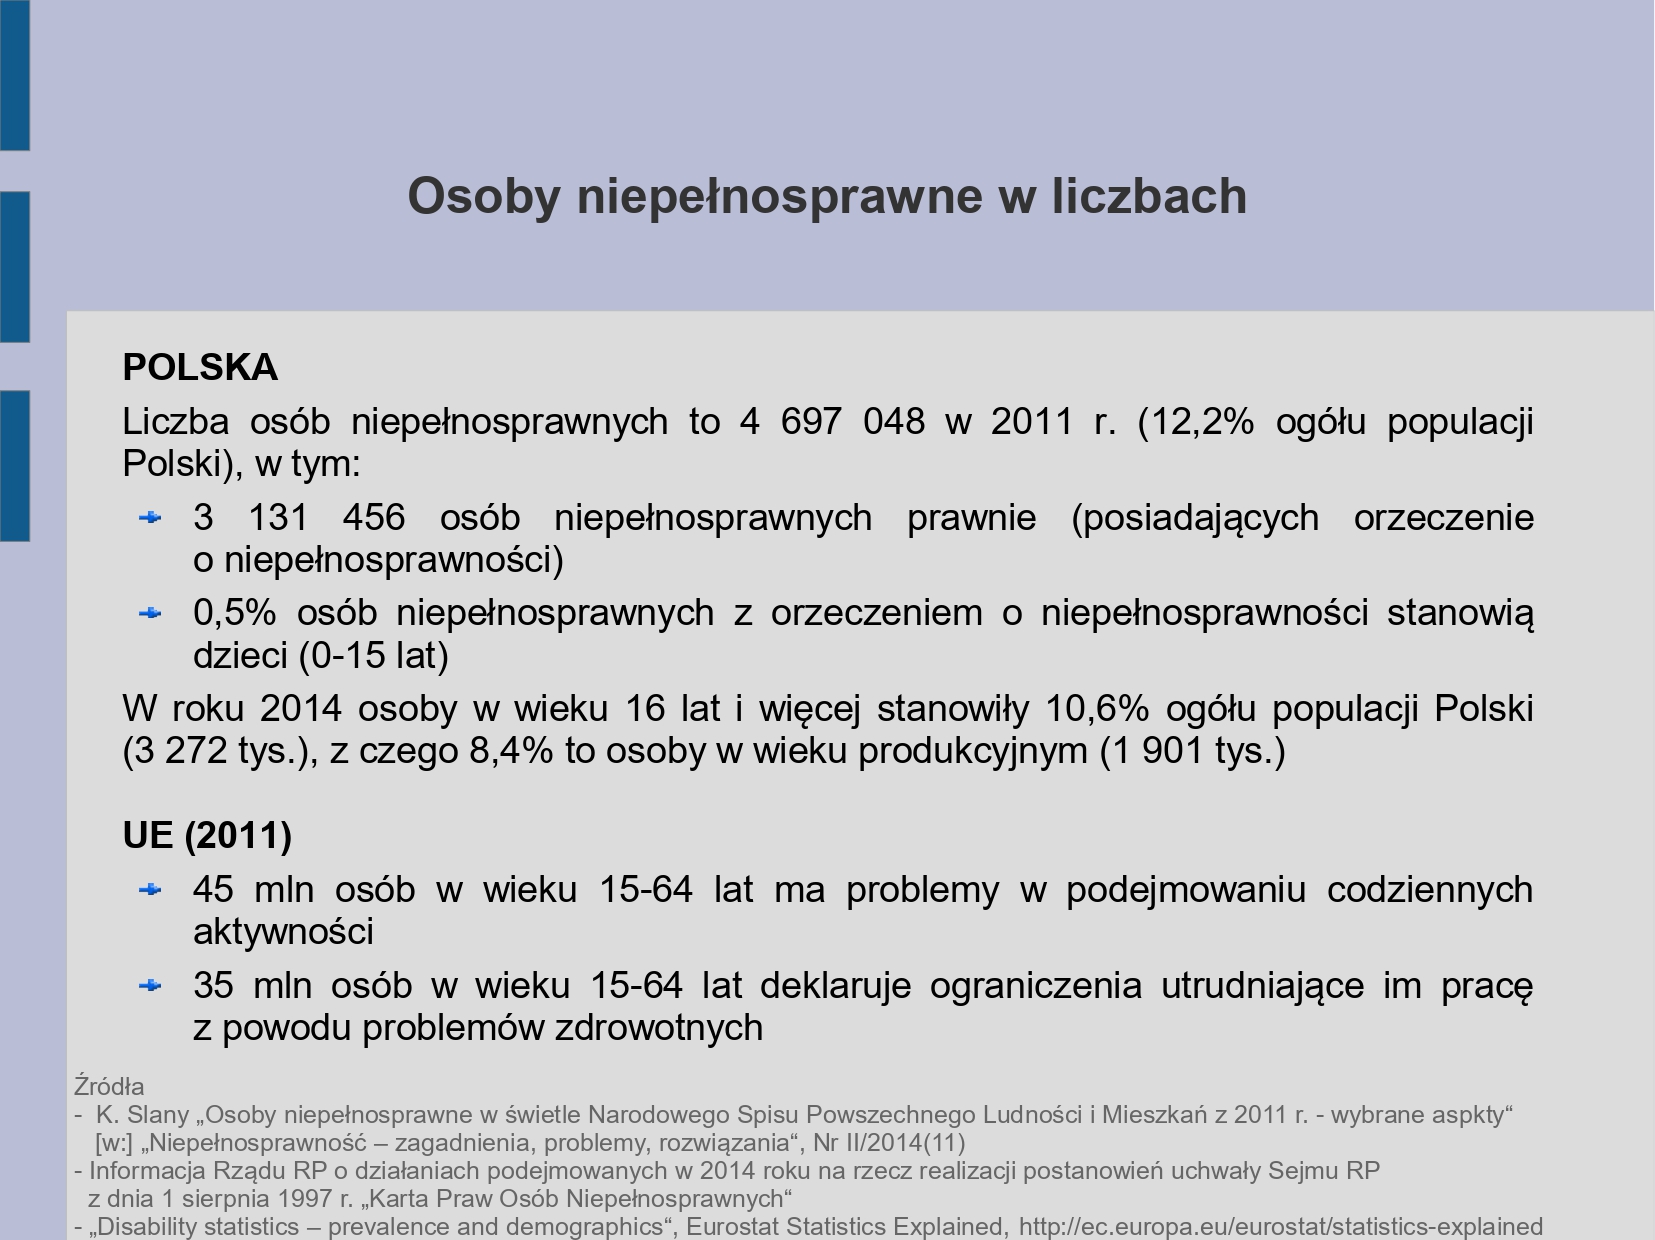 Osoby niepełnosprawne w liczbach
POLSKA
Liczba osób niepełnosprawnych to 4 697 048 w 2011 r. (12,2% ogółu populacji
Polski), w tym:
3 131 456 osób niepełnosprawnych prawnie (posiadających orzeczenie
o niepełnosprawności)
0,5% osób niepełnosprawnych z orzeczeniem o niepełnosprawności stanowią
dzieci (0-15 lat)
W roku 2014 osoby w wieku 16 lat i więcej stanowiły 10,6% ogółu populacji Polski
(3 272 tys.), z czego 8,4% to osoby w wieku produkcyjnym (1 901 tys.)
UE (2011)
45 mln osób w wieku 15-64 lat ma problemy w podejmowaniu codziennych
aktywności
35 mln osób w wieku 15-64 lat deklaruje ograniczenia utrudniające im pracę
z powodu problemów zdrowotnych
Źródła
- K. Slany „Osoby niepełnosprawne w świetle Narodowego Spisu Powszechnego Ludności i Mieszkań z 2011 r. - wybrane aspkty“
[w:] „Niepełnosprawność – zagadnienia, problemy, rozwiązania“, Nr II/2014(11)
- Informacja Rządu RP o działaniach podejmowanych w 2014 roku na rzecz realizacji postanowień uchwały Sejmu RP
z dnia 1 sierpnia 1997 r. „Karta Praw Osób Niepełnosprawnych“
- „Disability statistics – prevalence and demographics“, Eurostat Statistics Explained, http://ec.europa.eu/eurostat/statistics-explained